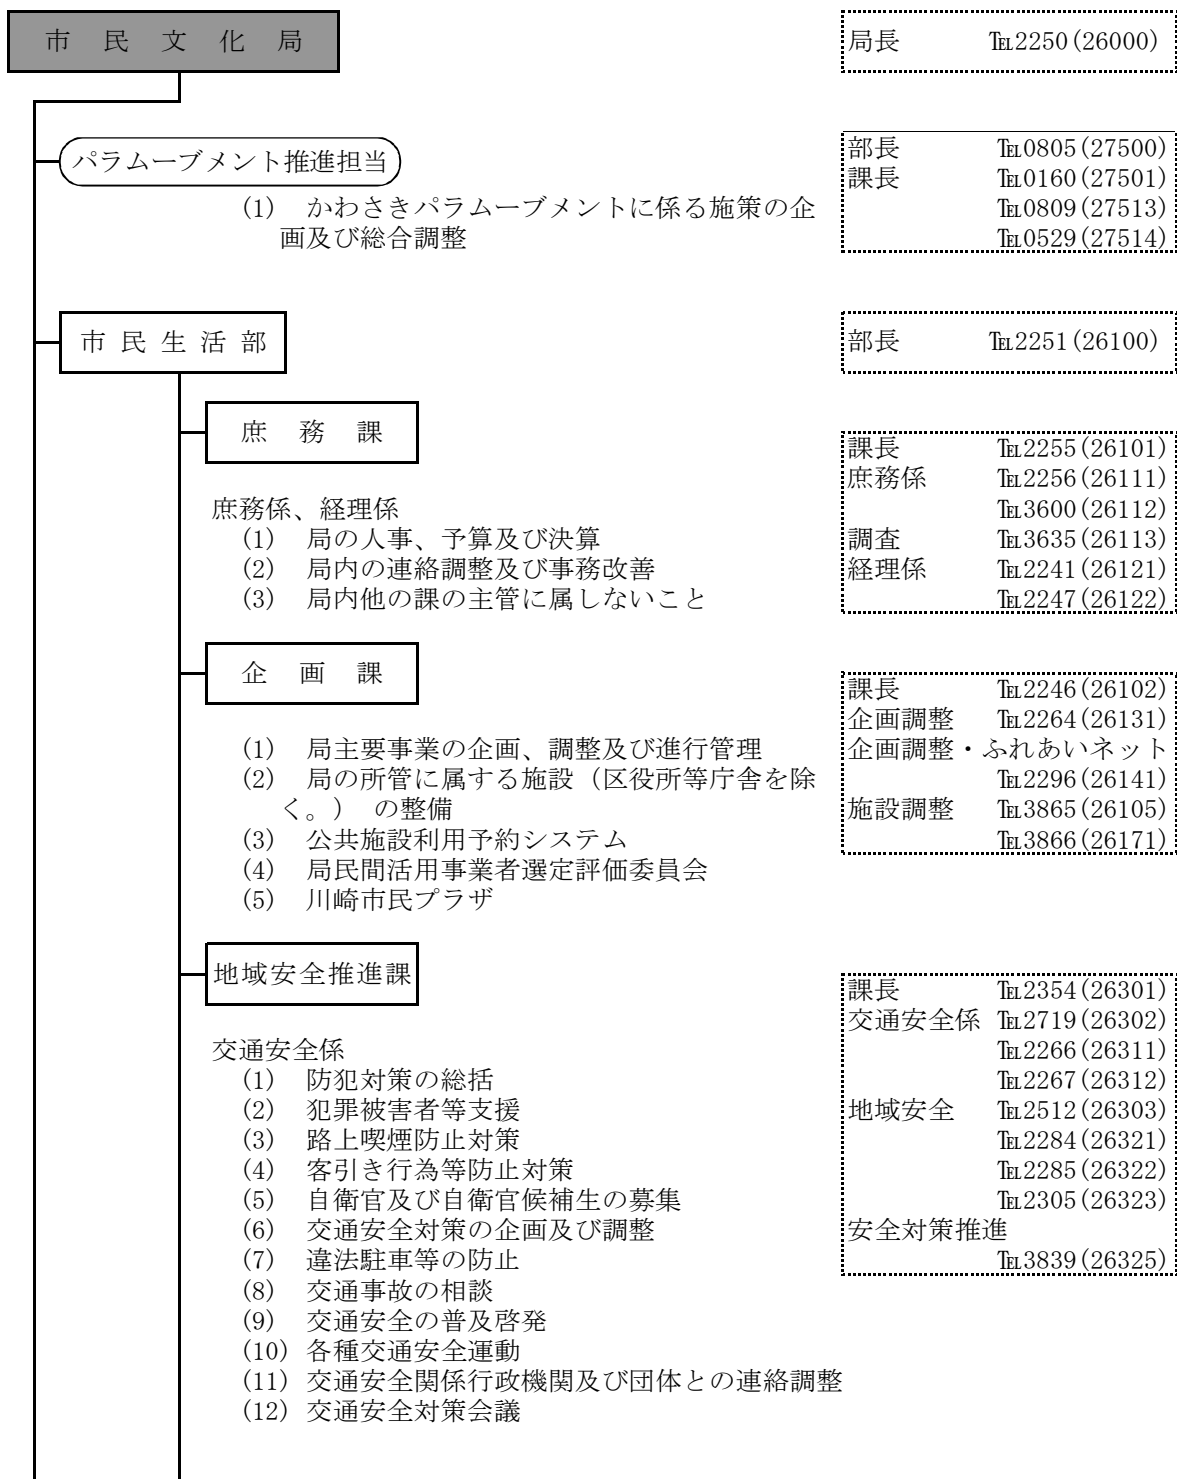 市民文化局
局長 ℡2250(26000)
パラムーブメント推進担当
(1) かわさきパラムーブメントに係る施策の企
画及び総合調整
部長 ℡0805(27500)
課長 ℡0160(27501)
℡0809(27513)
℡0529(27514)
市民生活部
部長 ℡2251(26100)
庶務課
庶務係、経理係
(1) 局の人事、予算及び決算
(2) 局内の連絡調整及び事務改善
(3) 局内他の課の主管に属しないこと
課長 ℡2255(26101)
庶務係 ℡2256(26111)
℡3600(26112)
調査 ℡3635(26113)
経理係 ℡2241(26121)
℡2247(26122)
企画課
(1) 局主要事業の企画、調整及び進行管理
(2) 局の所管に属する施設（区役所等庁舎を除
く。） の整備
(3) 公共施設利用予約システム
(4) 局民間活用事業者選定評価委員会
(5) 川崎市民プラザ
課長 ℡2246(26102)
企画調整 ℡2264(26131)
企画調整・ふれあいネット
℡2296(26141)
施設調整 ℡3865(26105)
℡3866(26171)
地域安全推進課
交通安全係
(1) 防犯対策の総括
(2) 犯罪被害者等支援
(3) 路上喫煙防止対策
(4) 客引き行為等防止対策
(5) 自衛官及び自衛官候補生の募集
(6) 交通安全対策の企画及び調整
(7) 違法駐車等の防止
(8) 交通事故の相談
(9) 交通安全の普及啓発
(10) 各種交通安全運動
(11) 交通安全関係行政機関及び団体との連絡調整
(12) 交通安全対策会議
課長 ℡2354(26301)
交通安全係 ℡2719(26302)
℡2266(26311)
℡2267(26312)
地域安全 ℡2512(26303)
℡2284(26321)
℡2285(26322)
℡2305(26323)
安全対策推進
℡3839(26325)